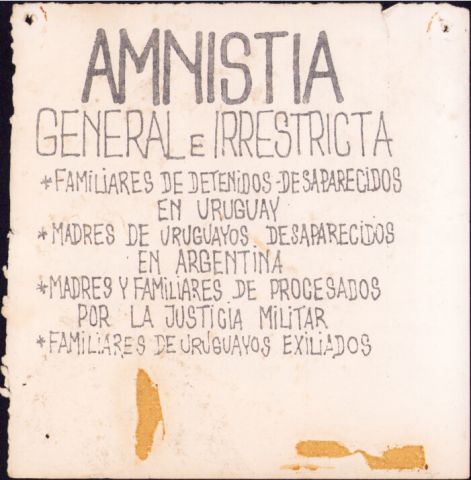 AMNISTIA
GENERAL e IRRESTRICTA
*FAMILIARES DE DETENIDOS-DESAPARECIDOS
EN URUGUAY
*MADRES DE URUGUAYOS DESAPARECIDOS
EN ARGENTINA
*MADRES Y FAMILIARES DE PROCESADOS
POR LA JUSTICIA MILITAR
*FAMILIARES DE URUGUAYOS EXILIADOS